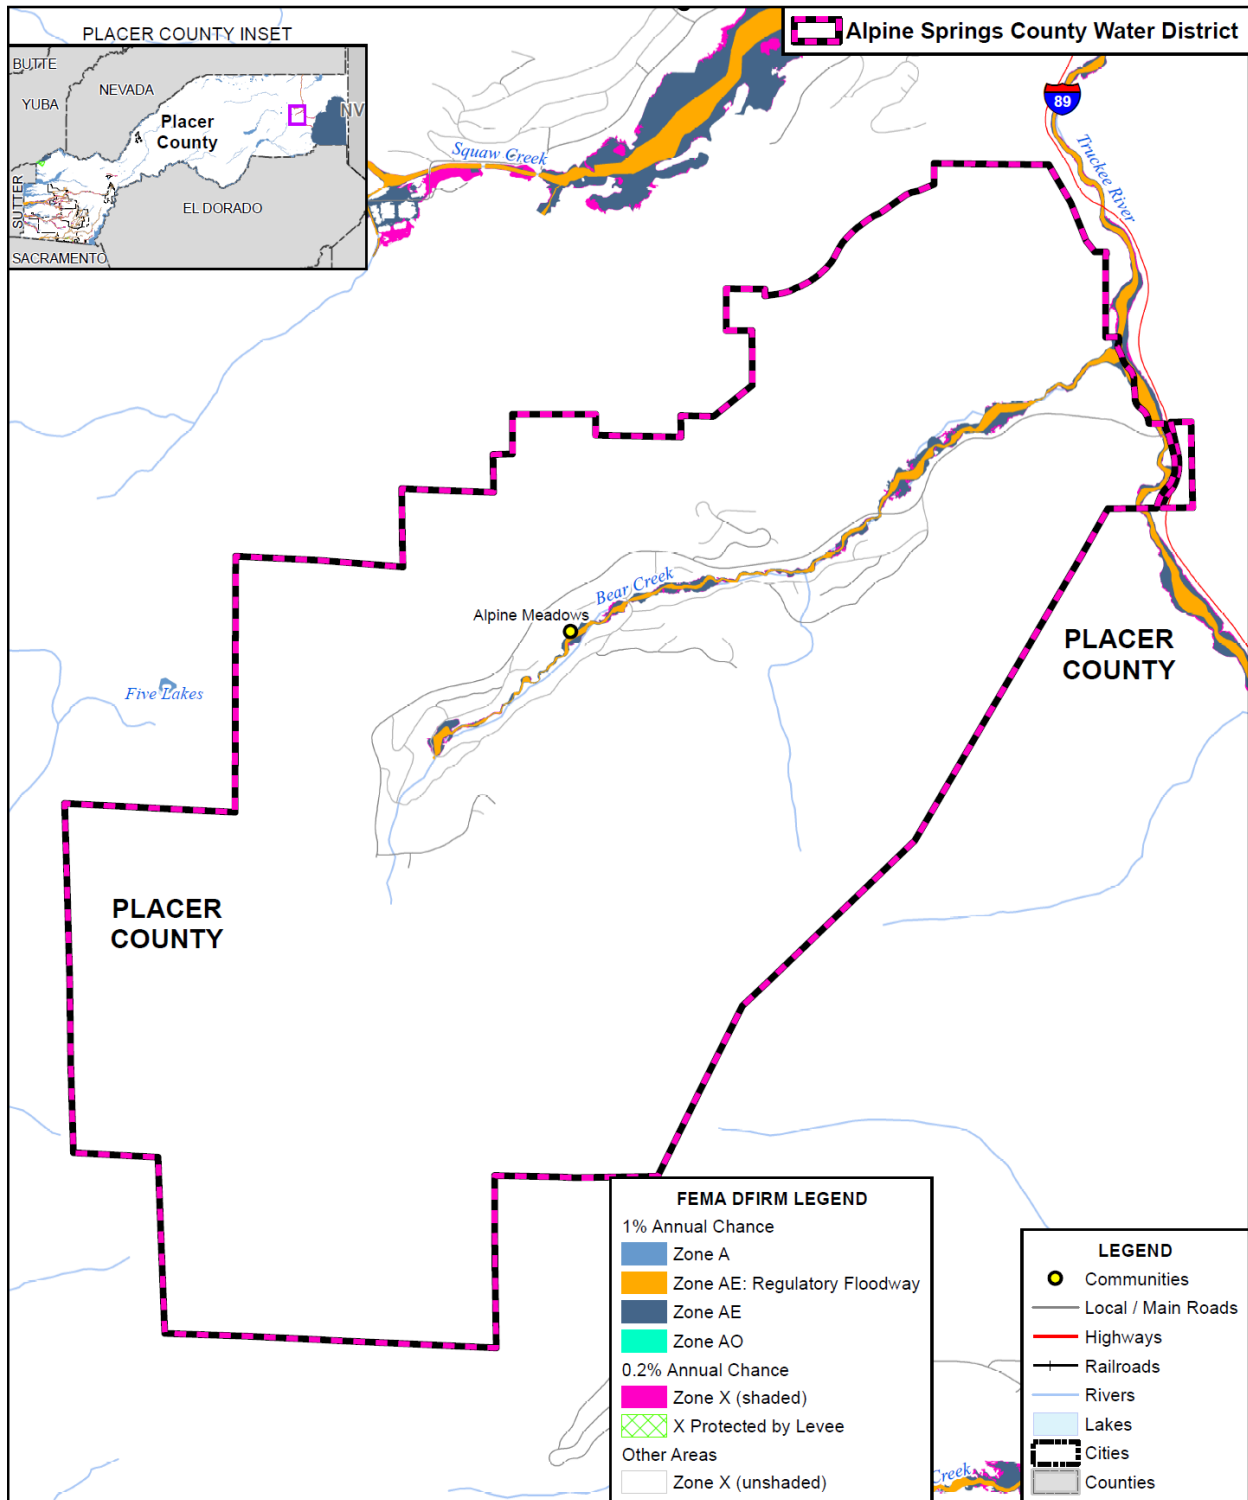 Alpine Springs County Water District
PLACER COUNTY INSET
BUTTE
YUBA
NEVADA
NV
Placer
County
SUTTER
EL DORADO
SACRAMENTO
89
Squaw Creek
Truckee River
Bear Creek
Alpine Meadows
Five Lakes
PLACER
COUNTY
PLACER
COUNTY
FEMA DFIRM LEGEND
1% Annual Chance
Zone A
Zone AE: Regulatory Floodway
Zone AE
Zone AO
0.2% Annual Chance
Zone X (shaded)
X Protected by Levee
Other Areas
Zone X (unshaded)
Creek
LEGEND
Communities
Local / Main Roads
Highways
Railroads
Rivers
Lakes
Cities
Counties